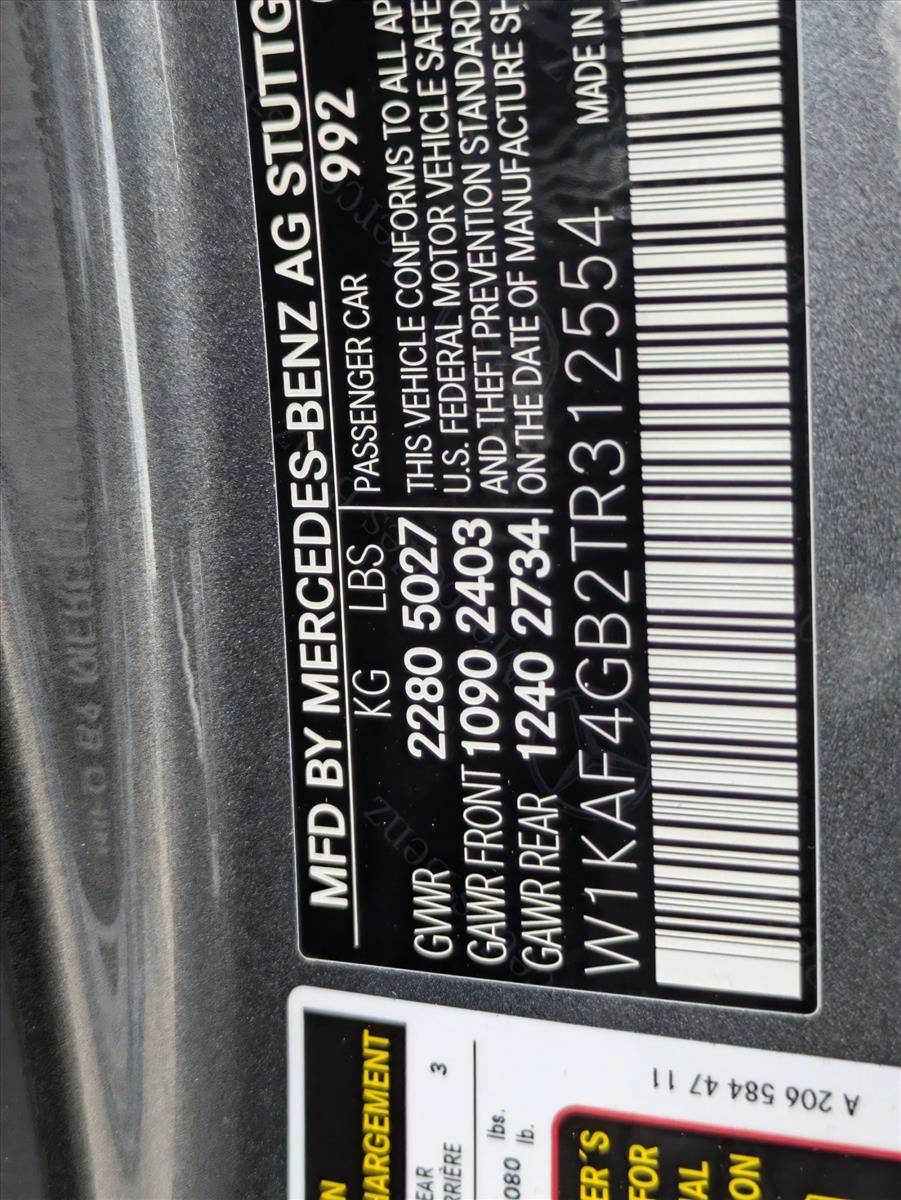 MFD BY MERCEDES-BENZ AG STUTTG
992
KG LBS PASSENGER CAR
GVWR 2280 5027
GAWR FRONT 1090 2403
GAWR REAR 1240 2734
THIS VEHICLE CONFORMS TO ALL AP
U.S. FEDERAL MOTOR VEHICLE SAFE
AND THEFT PREVENTION STANDARD
ON THE DATE OF MANUFACTURE SH
W1KAF4GB2TR312554
MADE IN
HARGEMENT
EAR 3
RRIÈRE
080 lbs.
lb.
A 206 584 47 11
ER'S
FOR
AL
ON